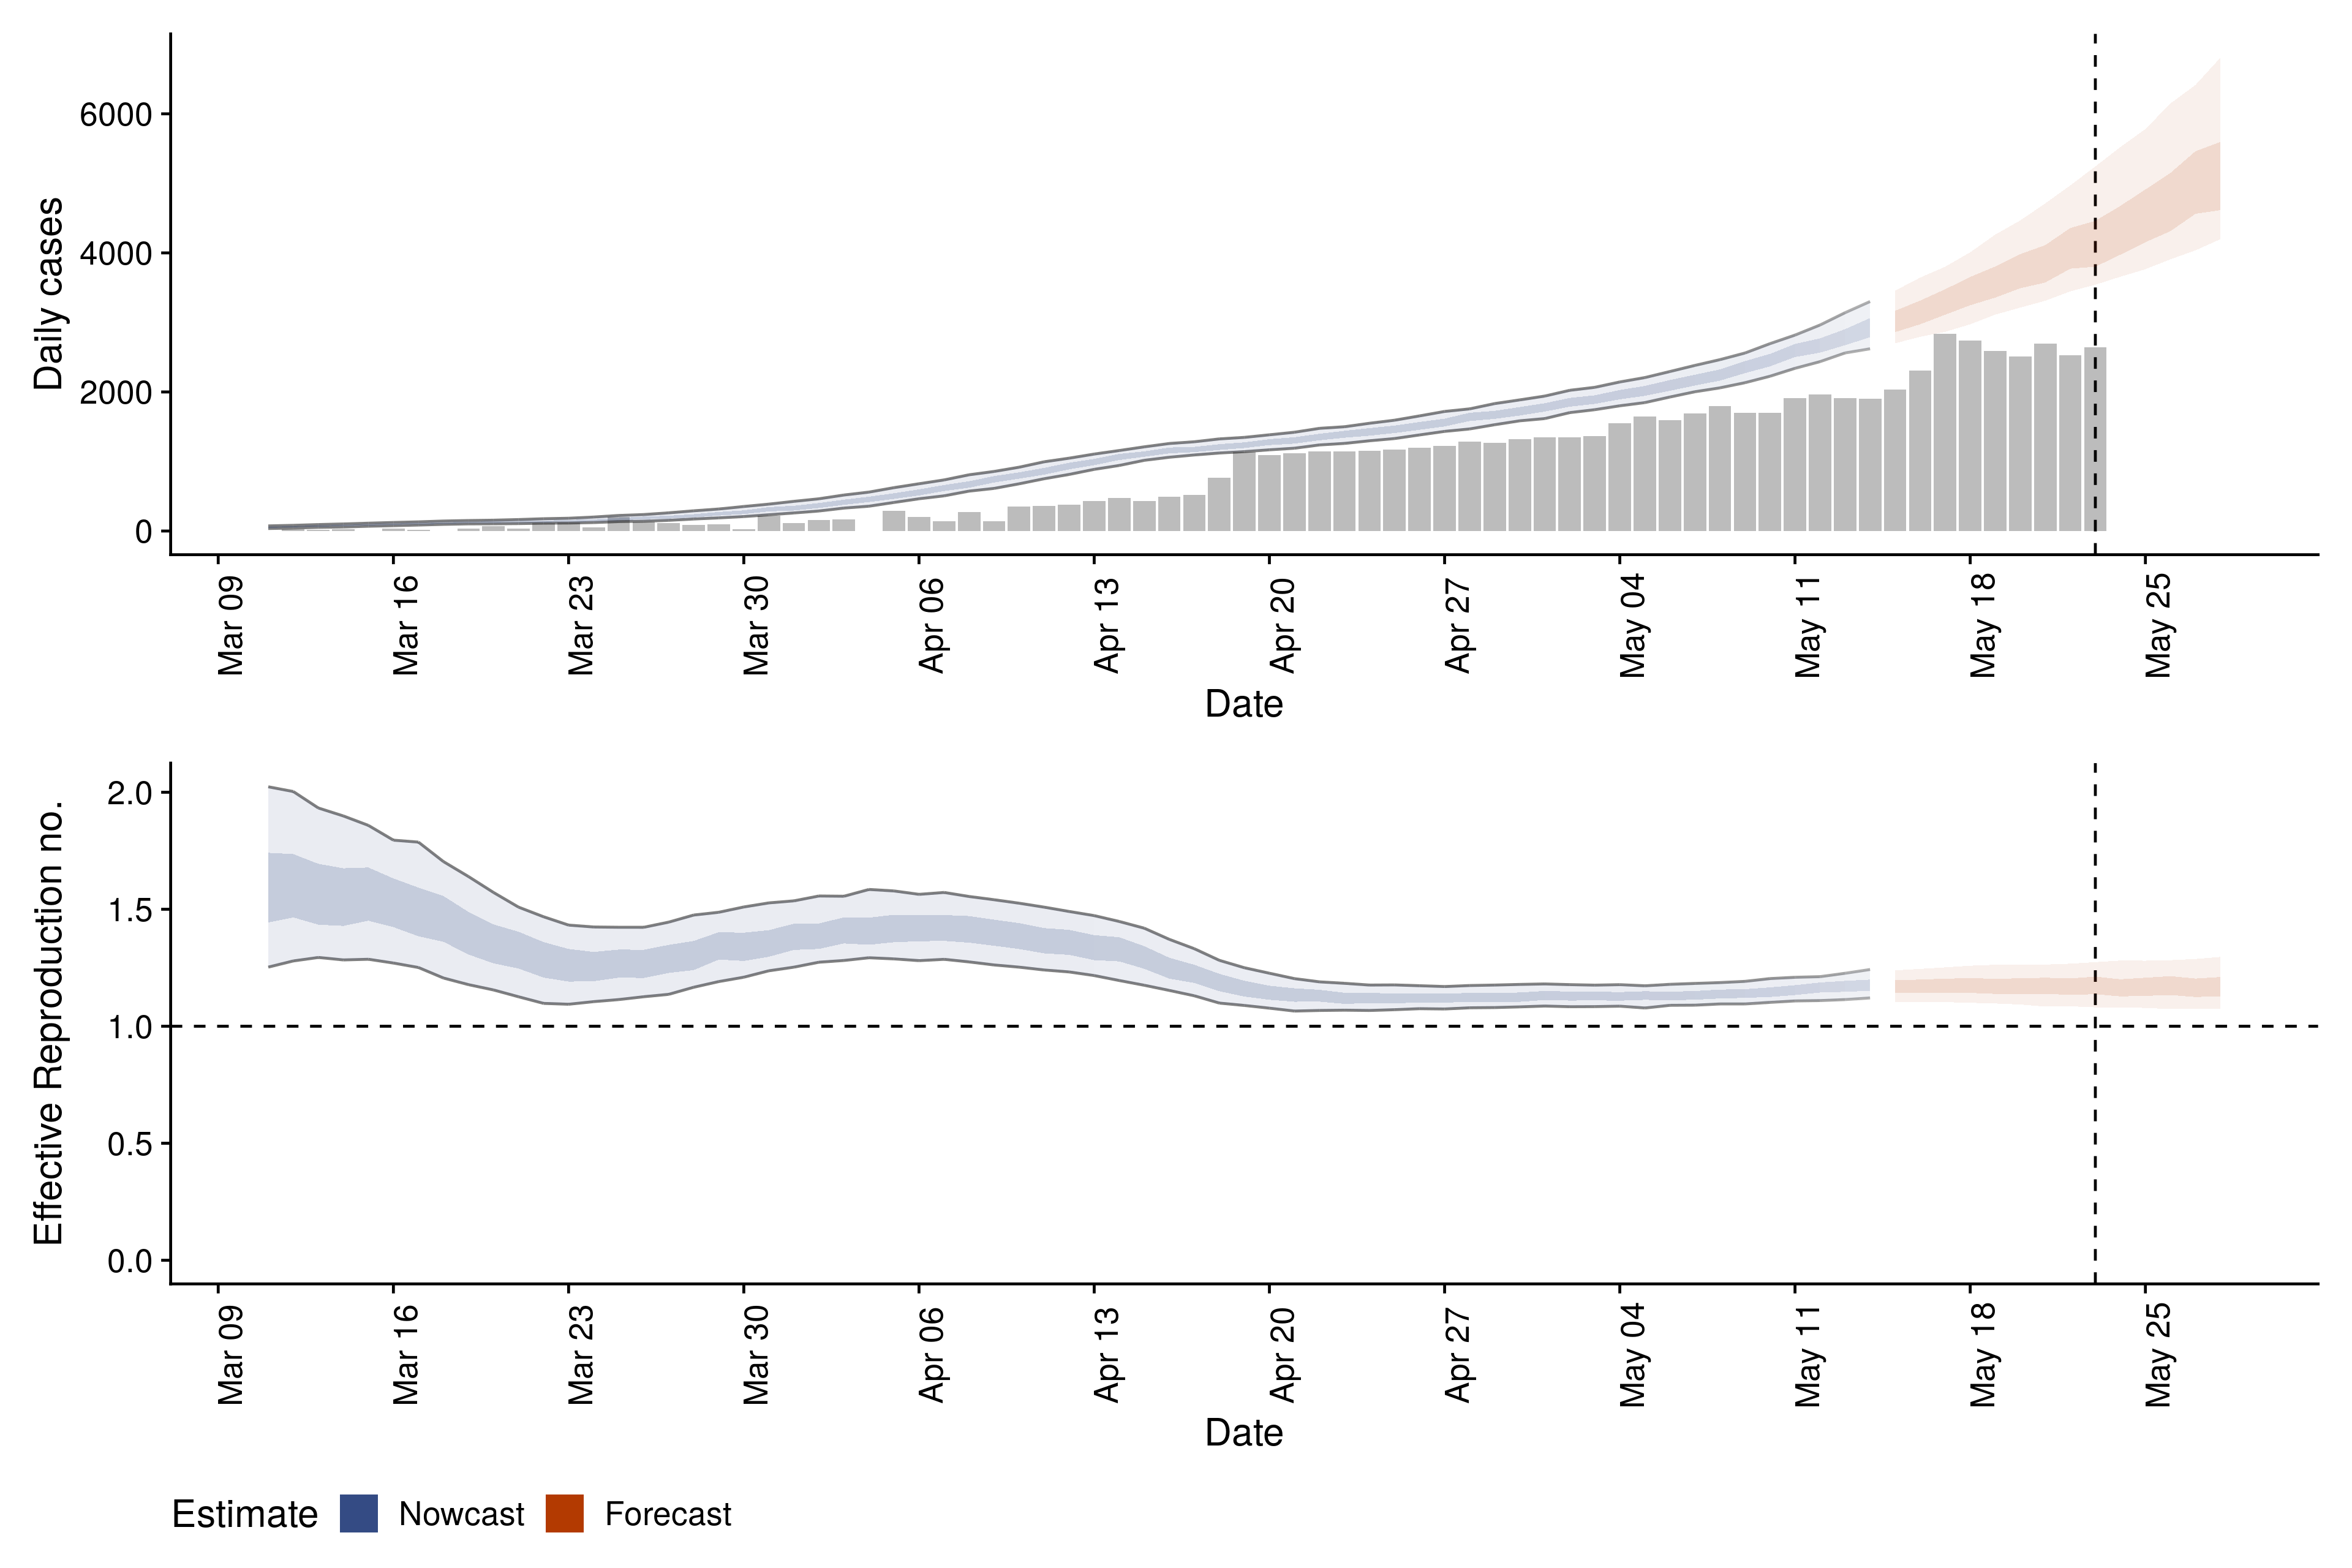 Daily cases
6000
4000
2000
0
Mar 09 Mar 16 Mar 23 Mar 30 Apr 06 Apr 13 Apr 20 Apr 27 May 04 May 11 May 18 May 25
Date
Effective Reproduction no.
2.0
1.5
1.0
0.5
0.0
Mar 09 Mar 16 Mar 23 Mar 30 Apr 06 Apr 13 Apr 20 Apr 27 May 04 May 11 May 18 May 25
Date
Estimate Nowcast Forecast